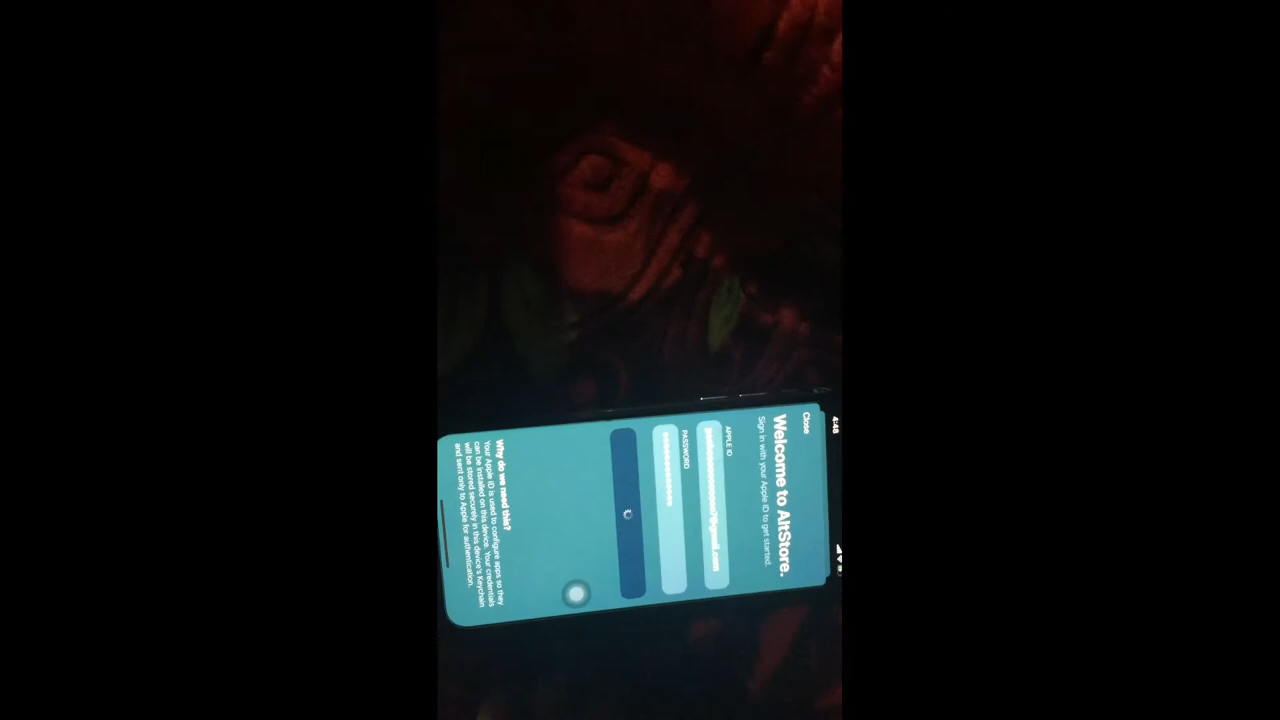 4:48
Close
Welcome to AltStore.
Sign in with your Apple ID to get started.
APPLE ID
PASSWORD
Why do we need this?
Your Apple ID is used to configure apps so they
can be installed on this device. Your credentials
will be stored securely in this device's Keychain
and sent only to Apple for authentication.